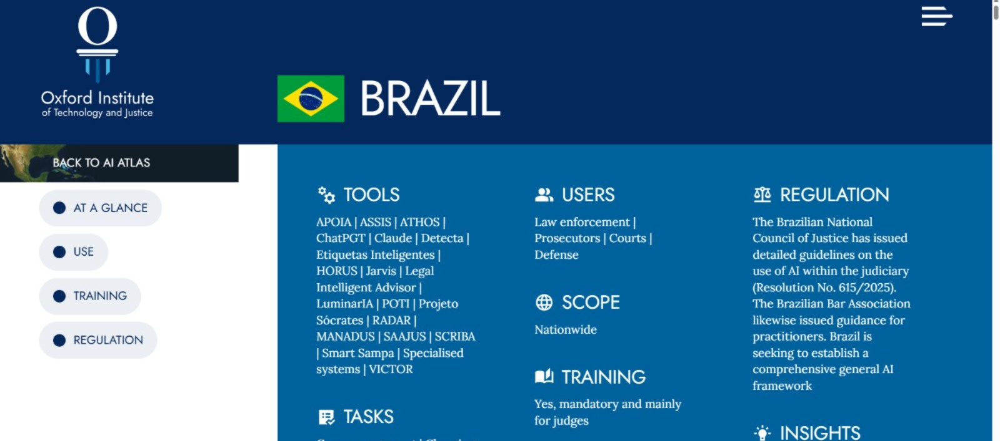 O
Oxford Institute
of Technology and Justice
BRAZIL
BACK TO AI ATLAS
AT A GLANCE
USE
TRAINING
REGULATION
TOOLS
APOIA | ASSIS | ATHOS |
ChatPGT | Claude | Detecta |
Etiquetas Inteligentes |
HORUS | Jarvis | Legal
Intelligent Advisor |
LuminarIA | POTI | Projeto
Sócrates | RADAR |
MANADUS | SAAJUS | SCRIBA
| Smart Sampa | Specialised
systems | VICTOR
TASKS
USERS
Law enforcement |
Prosecutors | Courts |
Defense
SCOPE
Nationwide
TRAINING
Yes, mandatory and mainly
for judges
REGULATION
The Brazilian National
Council of Justice has issued
detailed guidelines on the
use of AI within the judiciary
(Resolution No. 615/2025).
The Brazilian Bar Association
likewise issued guidance for
practitioners. Brazil is
seeking to establish a
comprehensive general AI
framework
INSIGHTS